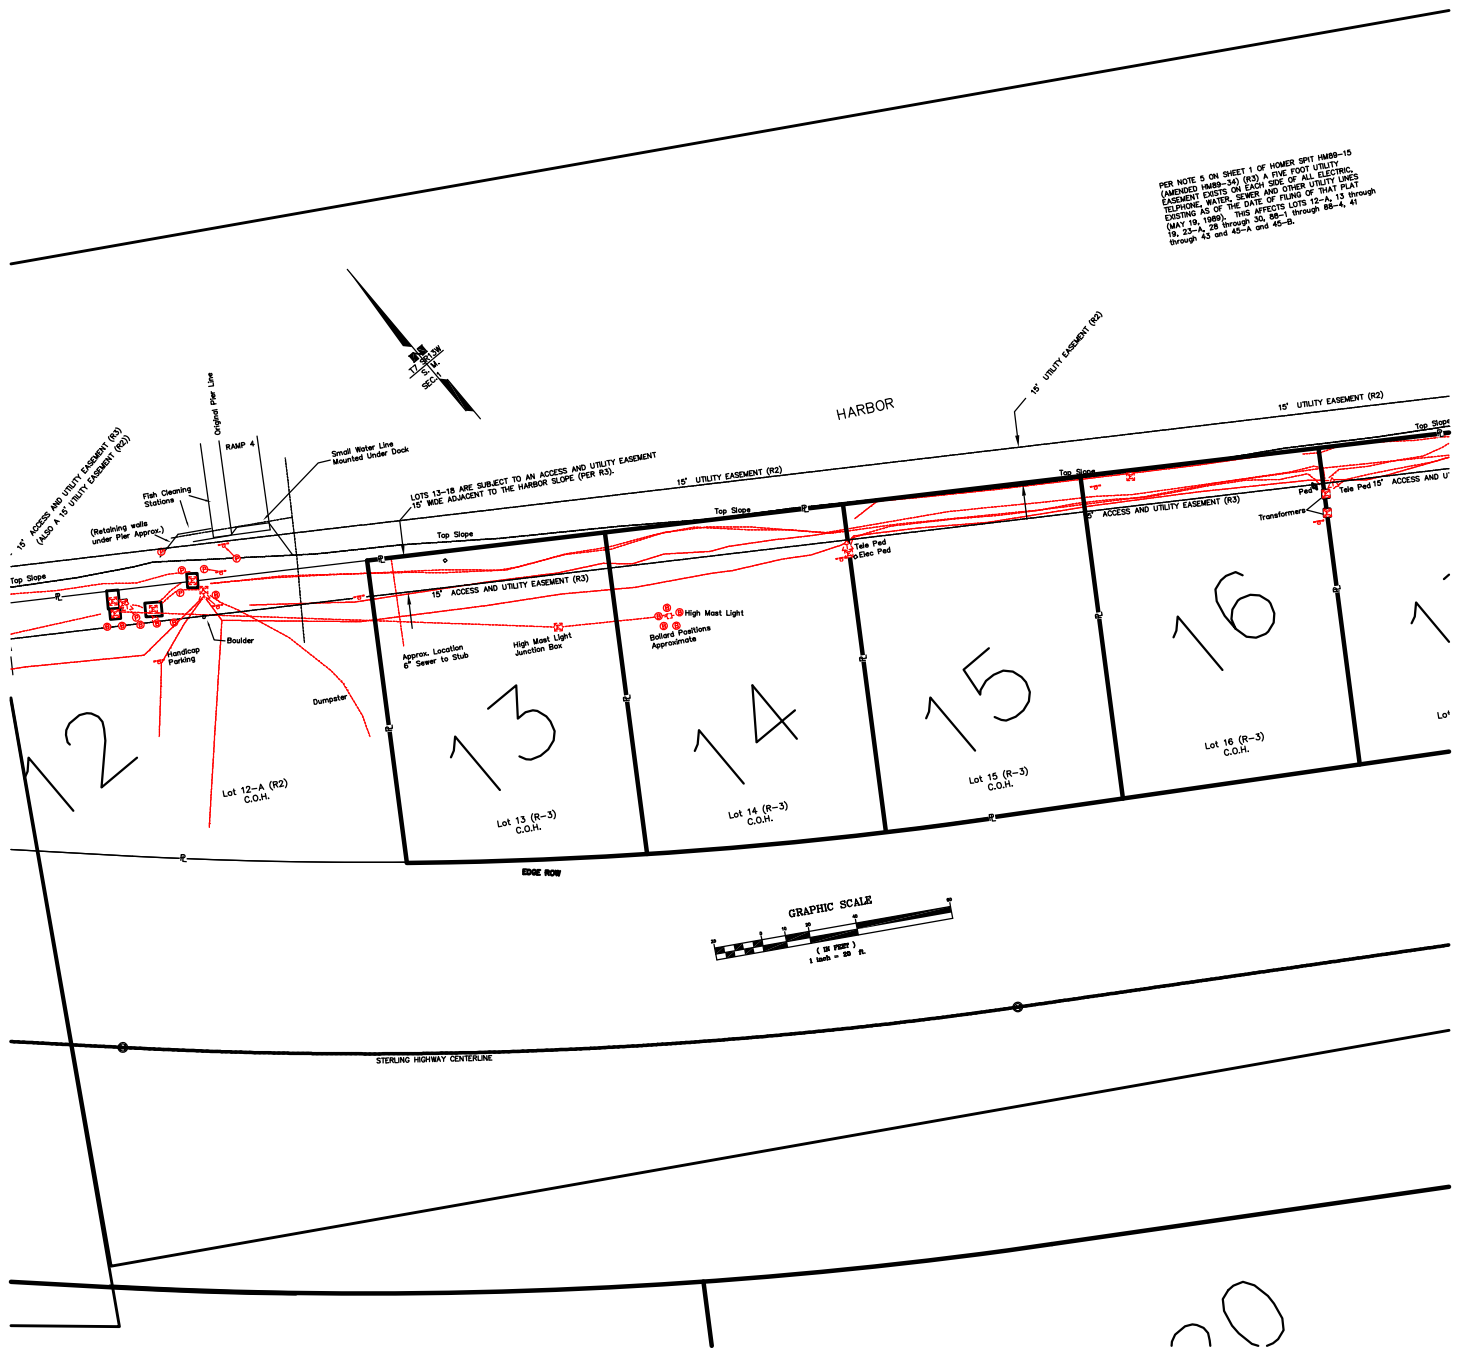 PER NOTE 5 ON SHEET 1 OF HOMER SPIT HM89-15
(AMENDED HM89-34) (R3) A FIVE FOOT UTILITY
EASEMENT EXISTS ON EACH SIDE OF ALL ELECTRIC,
TELPHONE, WATER, SEWER AND OTHER UTILITY LINES
EXISTING AS OF THE DATE OF FILING OF THAT PLAT
(MAY 19, 1989). THIS AFFECTS LOTS 12-A, 13 through
19, 23-A, 28 through 30, 88-1 through 88-4, 41
through 43 and 45-A and 45-B.
S. M.
SEC. 1
15' UTILITY EASEMENT (R2)
HARBOR
15' UTILITY EASEMENT (R2)
Top Slope
15' ACCESS AND UTILITY EASEMENT (R3)
(ALSO A 15' UTILITY EASEMENT (R2))
Original Pier Line
RAMP 4
Small Water Line
Mounted Under Dock
Fish Cleaning
Stations
(Retaining walls
under Pier Approx.)
LOTS 13-18 ARE SUBJECT TO AN ACCESS AND UTILITY EASEMENT
15' WIDE ADJACENT TO THE HARBOR SLOPE (PER R3).
15' UTILITY EASEMENT (R2)
Top Slope
Top Slope
Top Slope
Top Slope
Ped
Tele Ped
15' ACCESS AND U
Transformers
ACCESS AND UTILITY EASEMENT (R3)
Tele Ped
Elec Ped
15' ACCESS AND UTILITY EASEMENT (R3)
High Mast Light
Bollard Positions
Approximate
High Mast Light
Junction Box
Approx. Location
6" Sewer to Stub
Boulder
Handicap
Parking
Dumpster
12
13
14
15
16
1
Lot 12-A (R2)
C.O.H.
Lot 13 (R-3)
C.O.H.
Lot 14 (R-3)
C.O.H.
Lot 15 (R-3)
C.O.H.
Lot 16 (R-3)
C.O.H.
Lot
EDGE ROW
GRAPHIC SCALE
20 0 10 20 40 80
( IN FEET )
1 inch = 20 ft.
STERLING HIGHWAY CENTERLINE